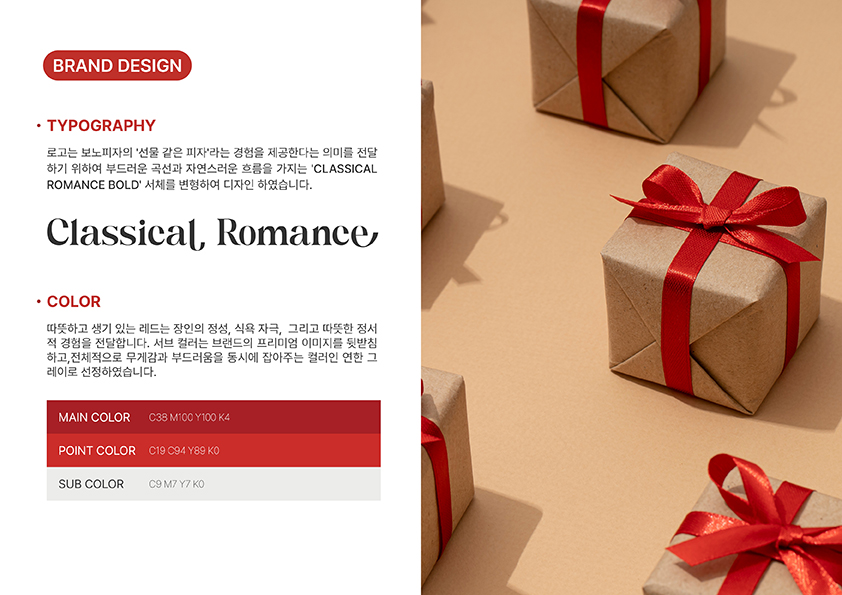 BRAND DESIGN
• TYPOGRAPHY
로고는 보노피자의 '선물 같은 피자'라는 경험을 제공한다는 의미를 전달
하기 위하여 부드러운 곡선과 자연스러운 흐름을 가지는 'CLASSICAL
ROMANCE BOLD' 서체를 변형하여 디자인 하였습니다.
Classical Romance
• COLOR
따뜻하고 생기 있는 레드는 장인의 정성, 식욕 자극, 그리고 따뜻한 정서
적 경험을 전달합니다. 서브 컬러는 브랜드의 프리미엄 이미지를 뒷받침
하고,전체적으로 무게감과 부드러움을 동시에 잡아주는 컬러인 연한 그
레이로 선정하였습니다.
MAIN COLOR C38 M100 Y100 K4
POINT COLOR C19 C94 Y89 K0
SUB COLOR C9 M7 Y7 K0